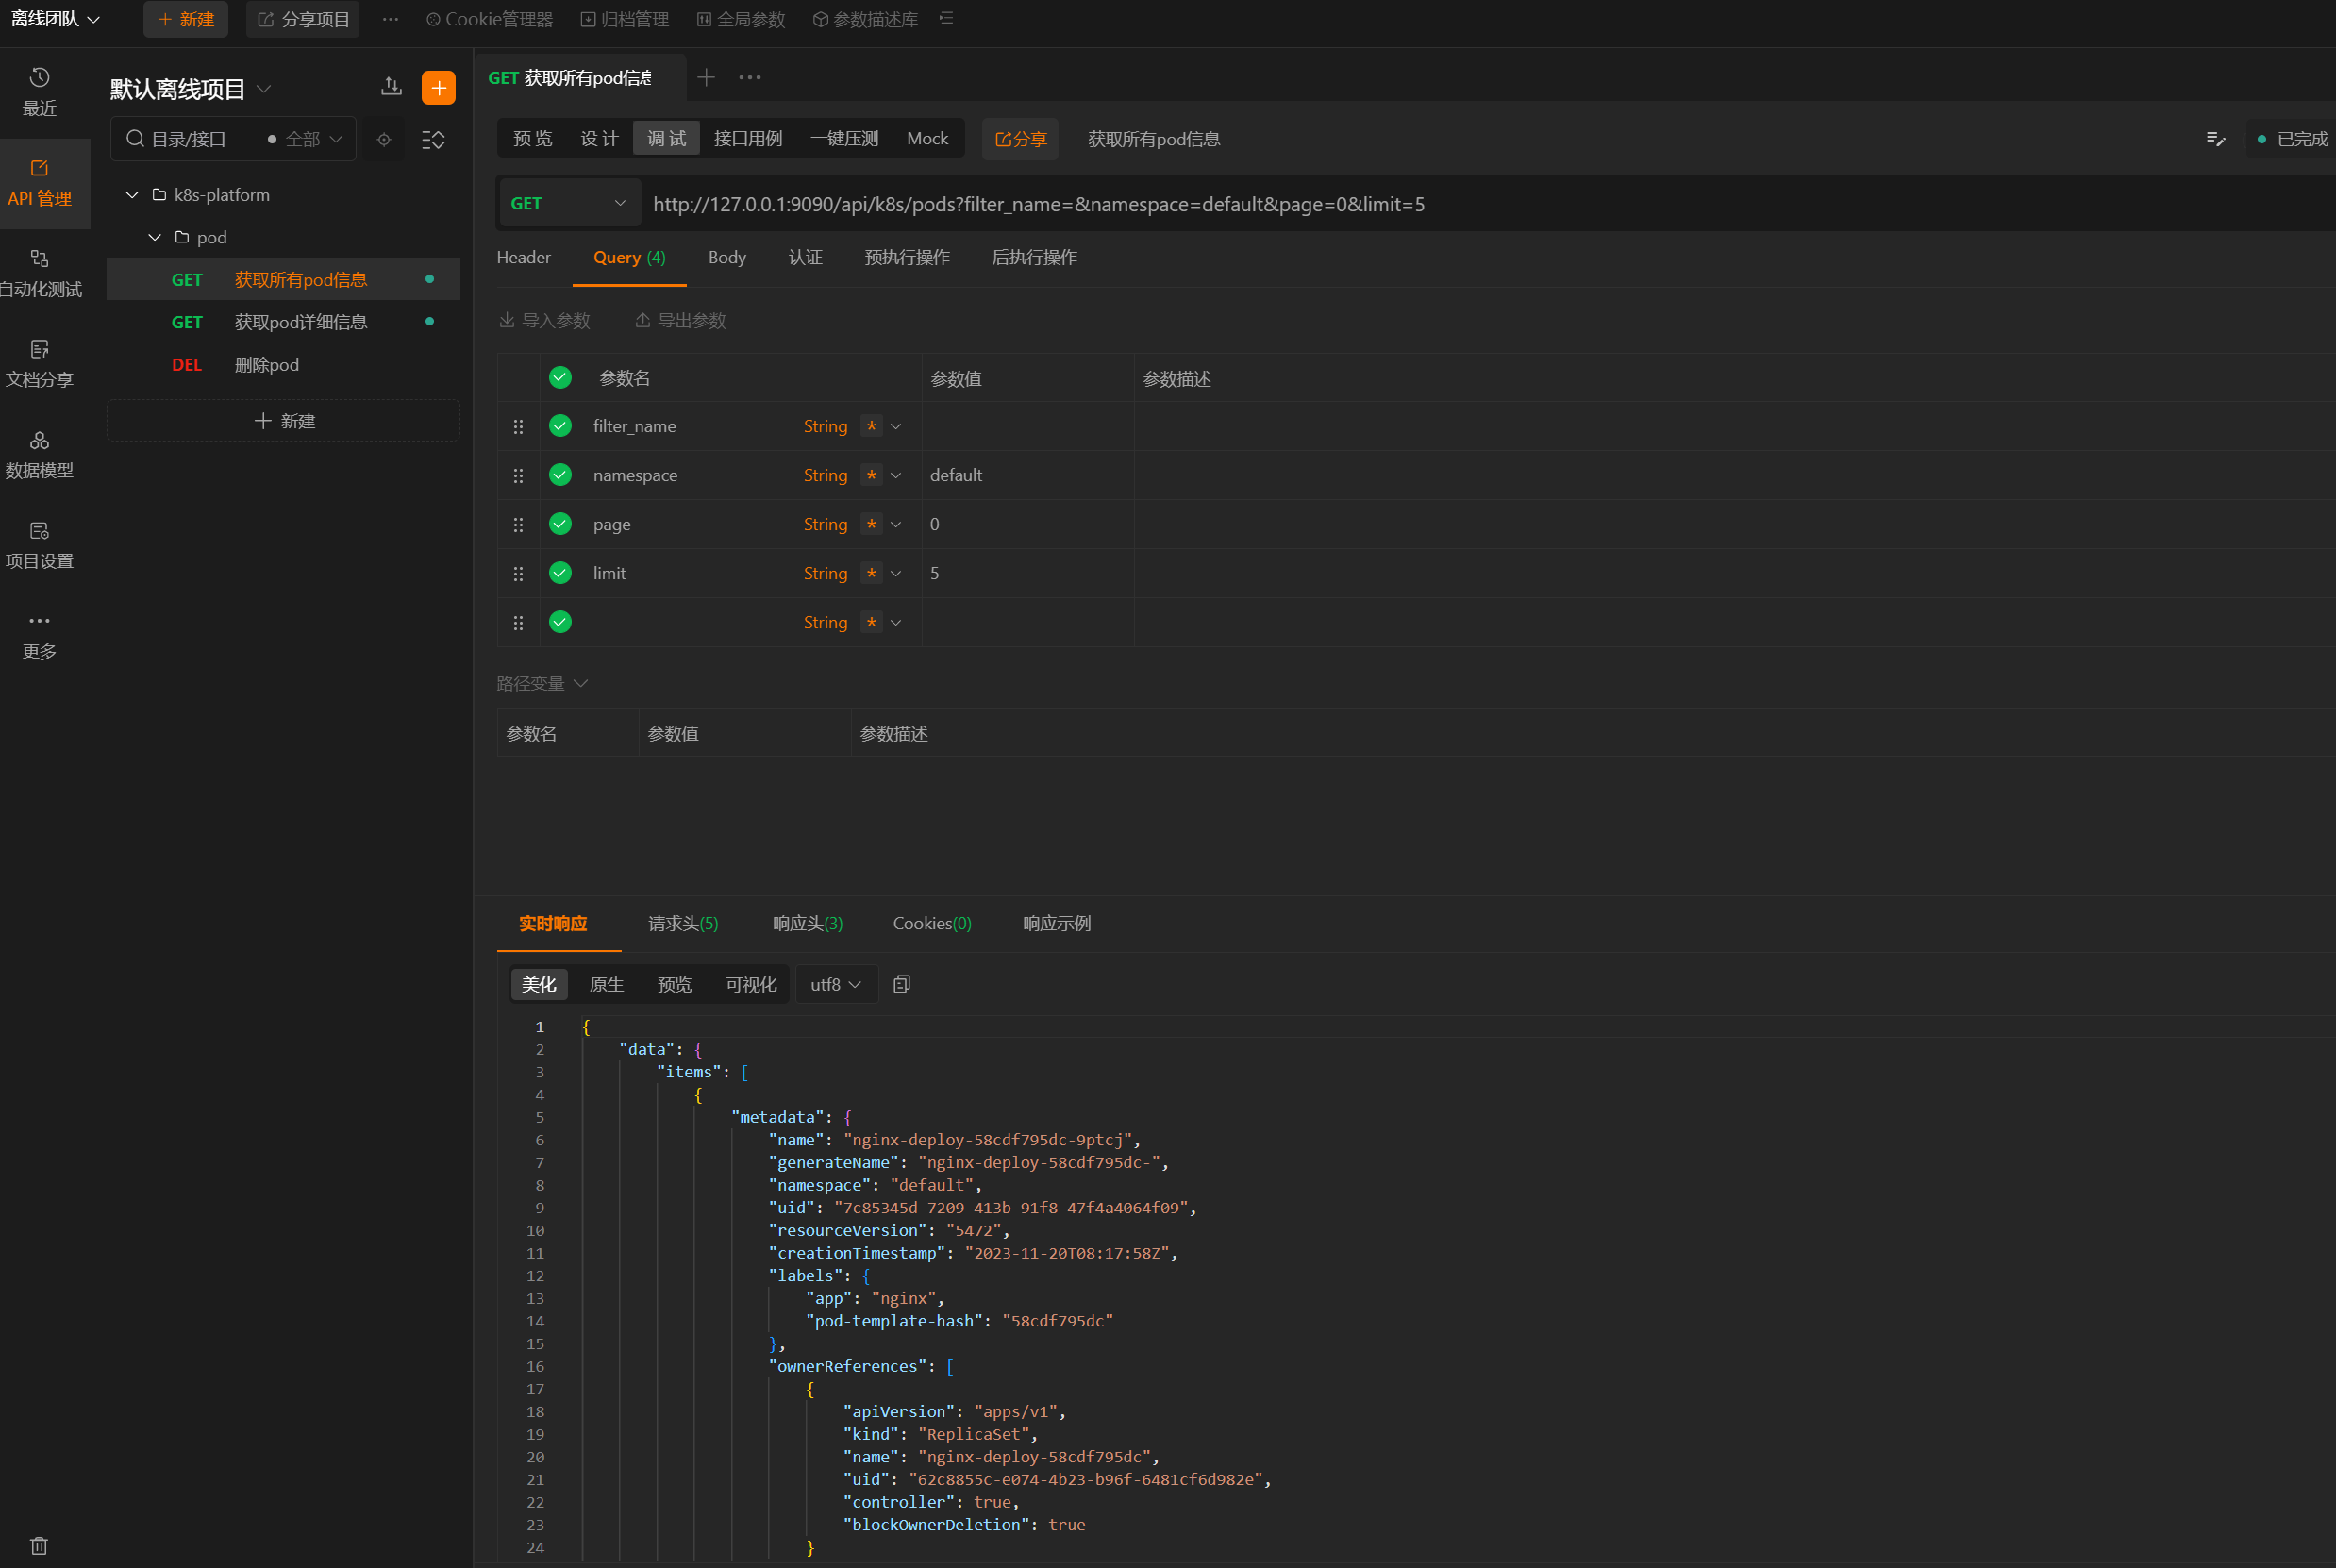 离线团队
新建
分享项目
Cookie管理器
归档管理
全局参数
参数描述库
最近
API 管理
自动化测试
文档分享
数据模型
项目设置
更多
默认离线项目
目录/接口
全部
k8s-platform
pod
GET 获取所有pod信息
GET 获取pod详细信息
DEL 删除pod
新建
GET 获取所有pod信息
预 览
设 计
调 试
接口用例
一键压测
Mock
分享
获取所有pod信息
已完成
GET
http://127.0.0.1:9090/api/k8s/pods?filter_name=&namespace=default&page=0&limit=5
Header
Query (4)
Body
认证
预执行操作
后执行操作
导入参数
导出参数
参数名 参数值 参数描述
filter_name String *
namespace String * default
page String * 0
limit String * 5
String *
路径变量
参数名 参数值 参数描述
实时响应
请求头(5)
响应头(3)
Cookies(0)
响应示例
美化
原生
预览
可视化
utf8
1 {
2 "data": {
3 "items": [
4 {
5 "metadata": {
6 "name": "nginx-deploy-58cdf795dc-9ptcj",
7 "generateName": "nginx-deploy-58cdf795dc-",
8 "namespace": "default",
9 "uid": "7c85345d-7209-413b-91f8-47f4a4064f09",
10 "resourceVersion": "5472",
11 "creationTimestamp": "2023-11-20T08:17:58Z",
12 "labels": {
13 "app": "nginx",
14 "pod-template-hash": "58cdf795dc"
15 },
16 "ownerReferences": [
17 {
18 "apiVersion": "apps/v1",
19 "kind": "ReplicaSet",
20 "name": "nginx-deploy-58cdf795dc",
21 "uid": "62c8855c-e074-4b23-b96f-6481cf6d982e",
22 "controller": true,
23 "blockOwnerDeletion": true
24 }